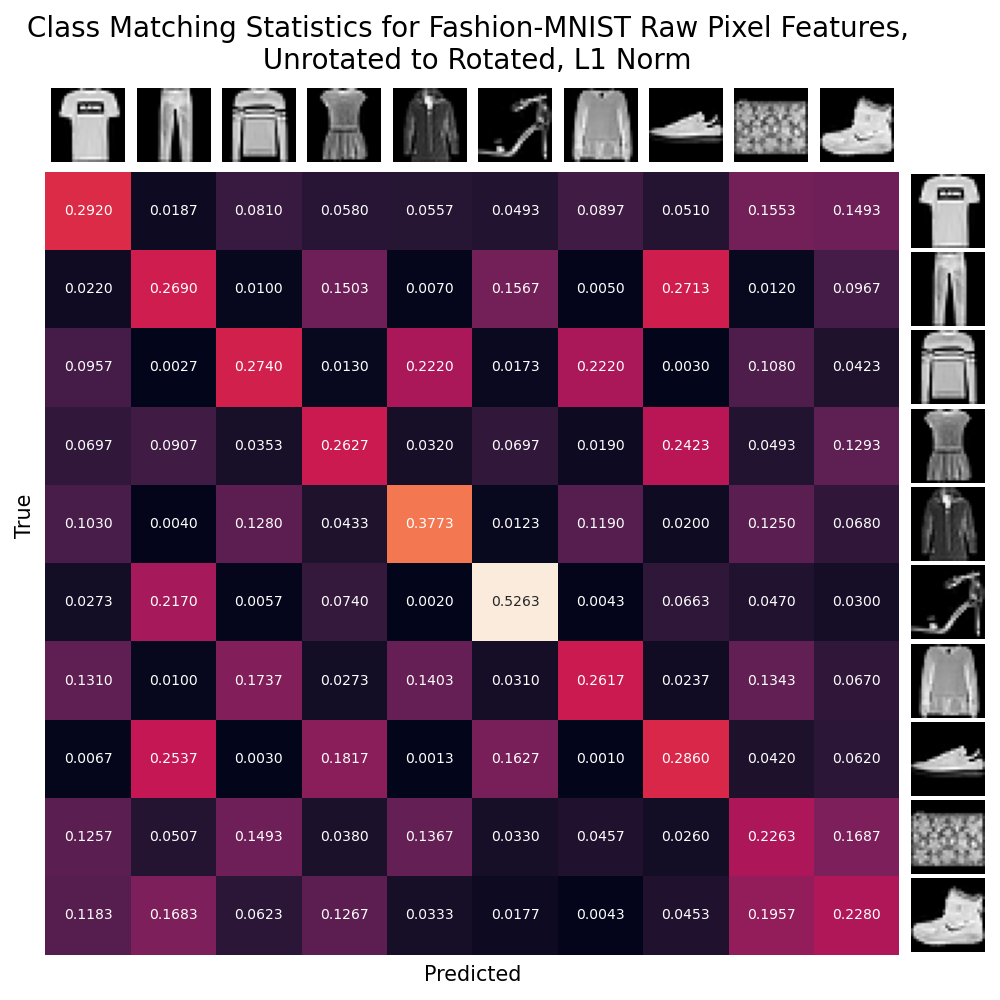 Class Matching Statistics for Fashion-MNIST Raw Pixel Features,
Unrotated to Rotated, L1 Norm
0.2920 0.0187 0.0810 0.0580 0.0557 0.0493 0.0897 0.0510 0.1553 0.1493
0.0220 0.2690 0.0100 0.1503 0.0070 0.1567 0.0050 0.2713 0.0120 0.0967
0.0957 0.0027 0.2740 0.0130 0.2220 0.0173 0.2220 0.0030 0.1080 0.0423
0.0697 0.0907 0.0353 0.2627 0.0320 0.0697 0.0190 0.2423 0.0493 0.1293
0.1030 0.0040 0.1280 0.0433 0.3773 0.0123 0.1190 0.0200 0.1250 0.0680
0.0273 0.2170 0.0057 0.0740 0.0020 0.5263 0.0043 0.0663 0.0470 0.0300
0.1310 0.0100 0.1737 0.0273 0.1403 0.0310 0.2617 0.0237 0.1343 0.0670
0.0067 0.2537 0.0030 0.1817 0.0013 0.1627 0.0010 0.2860 0.0420 0.0620
0.1257 0.0507 0.1493 0.0380 0.1367 0.0330 0.0457 0.0260 0.2263 0.1687
0.1183 0.1683 0.0623 0.1267 0.0333 0.0177 0.0043 0.0453 0.1957 0.2280
True
Predicted